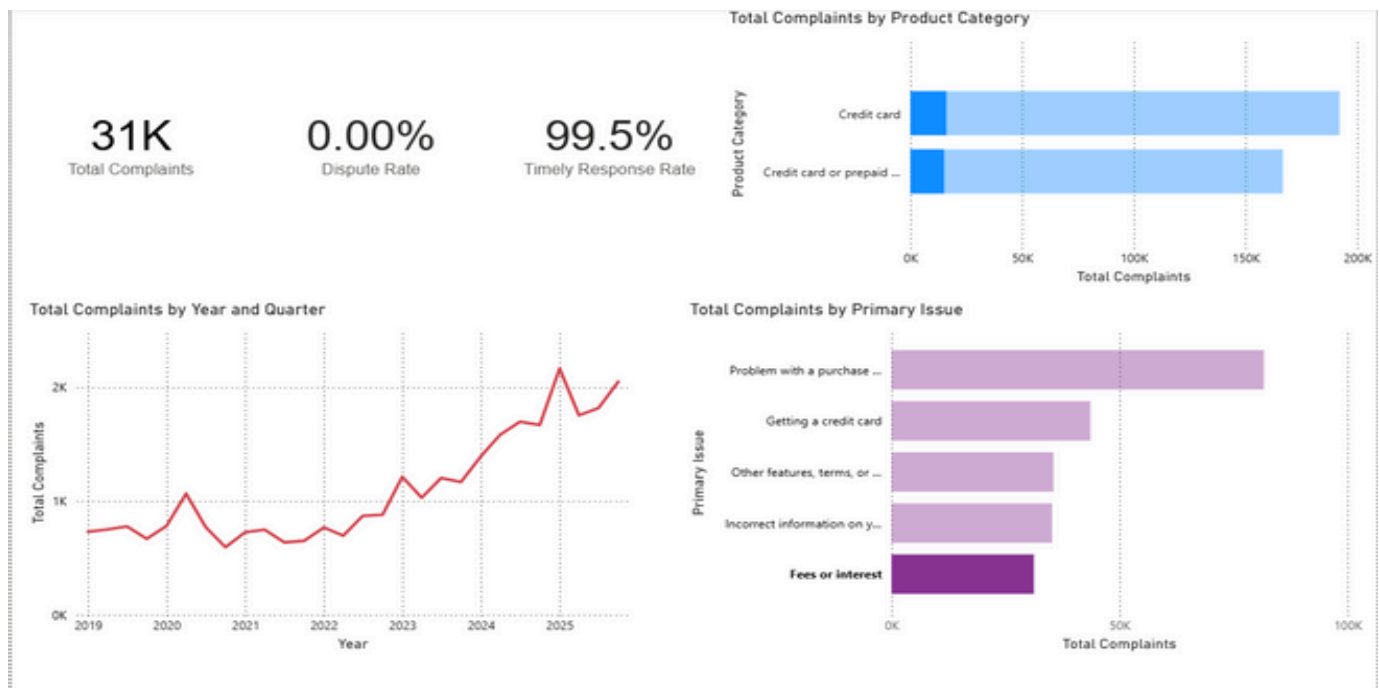 Total Complaints by Product Category
31K
Total Complaints
0.00%
Dispute Rate
99.5%
Timely Response Rate
Product Category
Credit card
Credit card or prepaid ...
0K 50K 100K 150K 200K
Total Complaints
Total Complaints by Year and Quarter
Total Complaints
2K
1K
0K
2019 2020 2021 2022 2023 2024 2025
Year
Total Complaints by Primary Issue
Primary Issue
Problem with a purchase ...
Getting a credit card
Other features, terms, or ...
Incorrect information on y...
Fees or interest
0K 50K 100K
Total Complaints